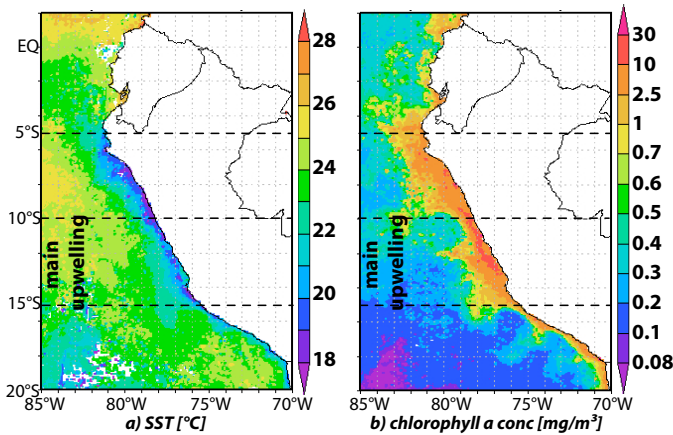 EQ
5°S
10°S
15°S
20°S
85°W
80°W
75°W
70°W
main
upwelling
28
26
24
22
20
18
a) SST [°C]
85°W
80°W
75°W
70°W
main
upwelling
30
10
2.5
1
0.7
0.6
0.5
0.4
0.3
0.2
0.1
0.08
b) chlorophyll a conc [mg/m³]